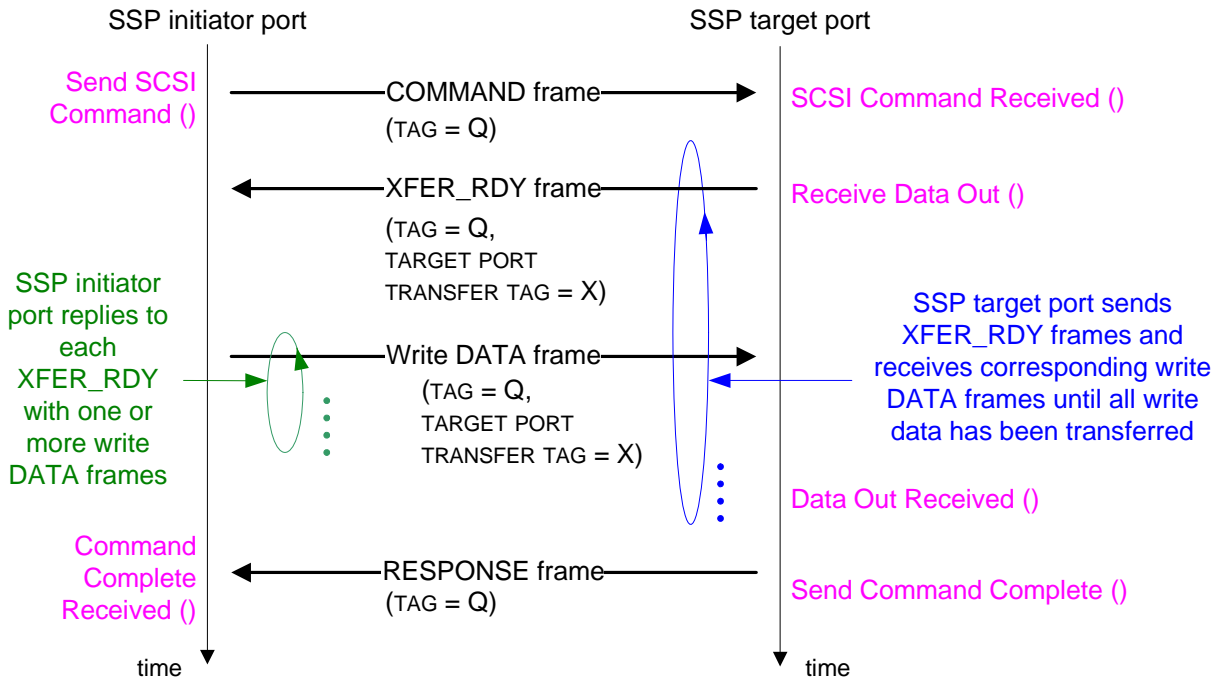 SSP initiator port
SSP target port
Send SCSI
Command ()
COMMAND frame
(TAG = Q)
SCSI Command Received ()
XFER_RDY frame
(TAG = Q,
TARGET PORT
TRANSFER TAG = X)
Receive Data Out ()
SSP initiator
port replies to
each
XFER_RDY
with one or
more write
DATA frames
Write DATA frame
(TAG = Q,
TARGET PORT
TRANSFER TAG = X)
SSP target port sends
XFER_RDY frames and
receives corresponding write
DATA frames until all write
data has been transferred
Data Out Received ()
Command
Complete
Received ()
RESPONSE frame
(TAG = Q)
Send Command Complete ()
time
time